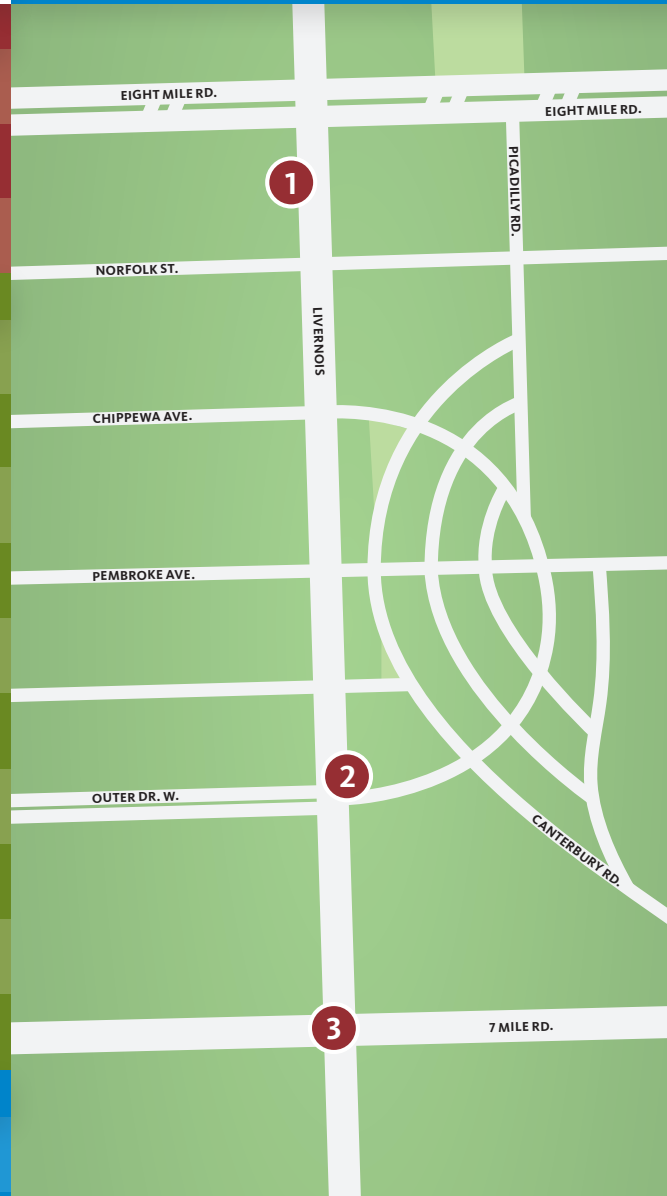 EIGHT MILE RD.
EIGHT MILE RD.
PICADILLY RD.
1
NORFOLK ST.
LIVERNOIS
CHIPPEWA AVE.
PEMBROKE AVE.
2
OUTER DR. W.
CANTERBURY RD.
3
7 MILE RD.